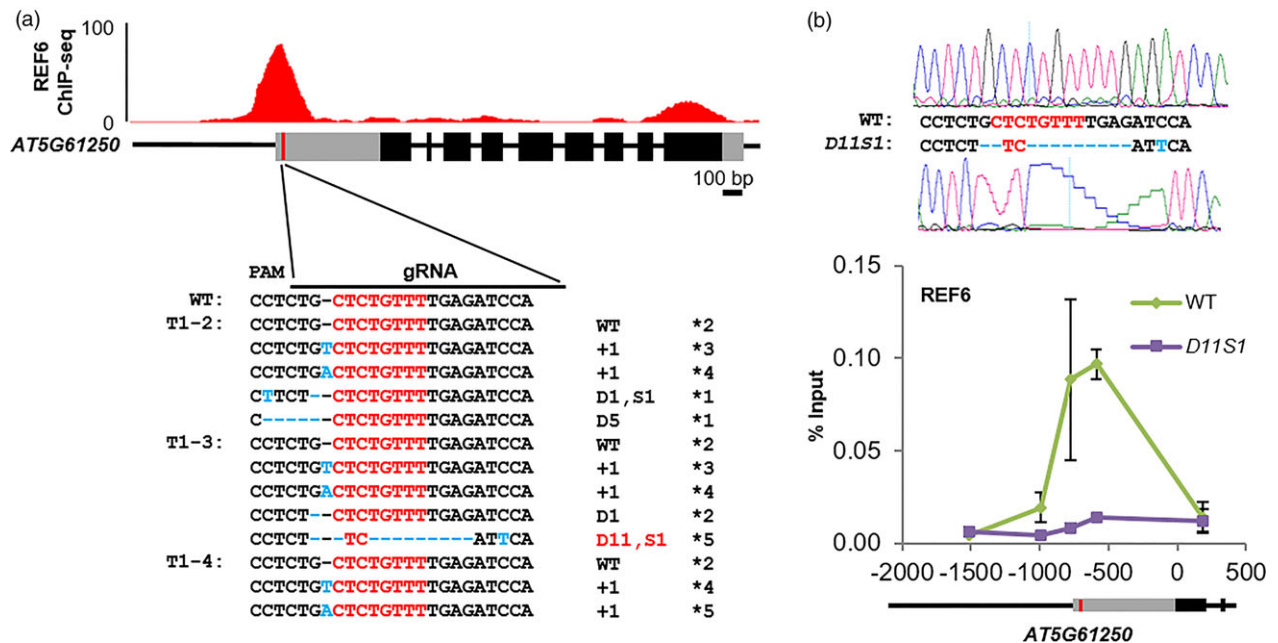 (a)
100
0
REF6
ChIP-seq
AT5G61250
100 bp
PAM gRNA
WT: CCTCTG-CTCTGTTTTGAGATCCA
T1-2: CCTCTG-CTCTGTTTTGAGATCCA WT *2
CCTCTGTCTCTGTTTTGAGATCCA +1 *3
CCTCTGACTCTGTTTTGAGATCCA +1 *4
CTTCT--CTCTGTTTTGAGATCCA D1,S1 *1
C------CTCTGTTTTGAGATCCA D5 *1
T1-3: CCTCTG-CTCTGTTTTGAGATCCA WT *2
CCTCTGTCTCTGTTTTGAGATCCA +1 *3
CCTCTGACTCTGTTTTGAGATCCA +1 *4
CCTCT--CTCTGTTTTGAGATCCA D1 *2
CCTCT---TC---------ATTCA D11,S1 *5
T1-4: CCTCTG-CTCTGTTTTGAGATCCA WT *2
CCTCTGTCTCTGTTTTGAGATCCA +1 *4
CCTCTGACTCTGTTTTGAGATCCA +1 *5
(b)
WT: CCTCTGCTCTGTTTTGAGATCCA
D11S1: CCTCT--TC---------ATTCA
0.15
0.10
0.05
0.00
% Input
REF6
WT
D11S1
-2000 -1500 -1000 -500 0 500
AT5G61250